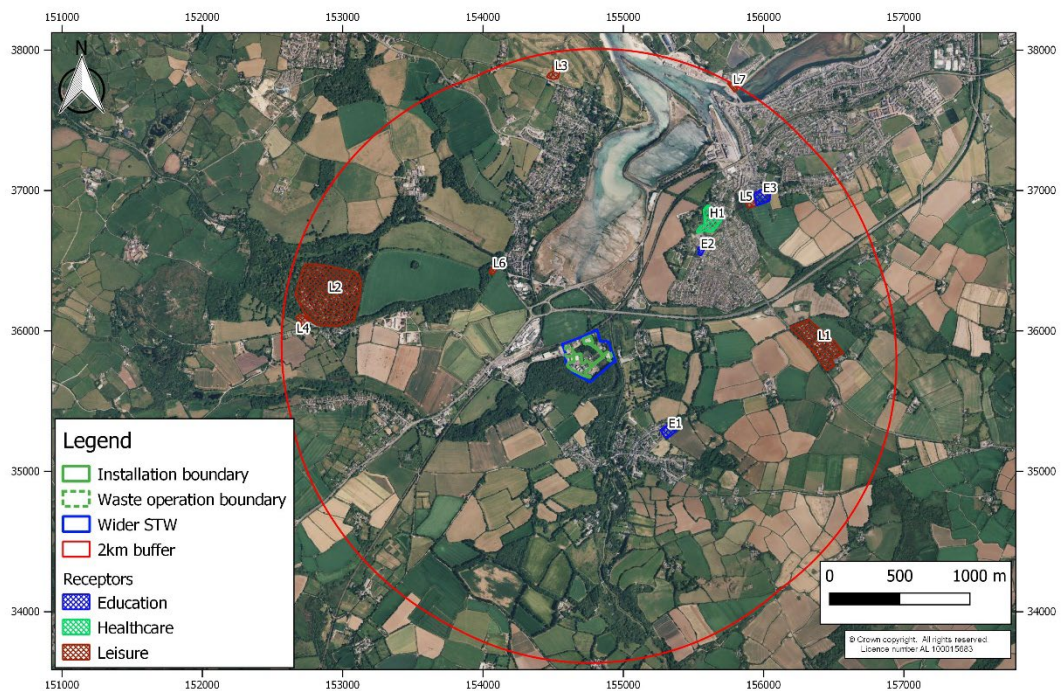 151000 152000 153000 154000 155000 156000 157000
38000 38000
N
L3
L7
37000 37000
L5 E3
H1
E2
L6
L2
L4
36000 36000
L1
E1
35000 35000
34000 34000
Legend
Installation boundary
Waste operation boundary
Wider STW
2km buffer
Receptors
Education
Healthcare
Leisure
0 500 1000 m
© Crown copyright. All rights reserved.
Licence number AL 100015683
151000 152000 153000 154000 155000 156000 157000